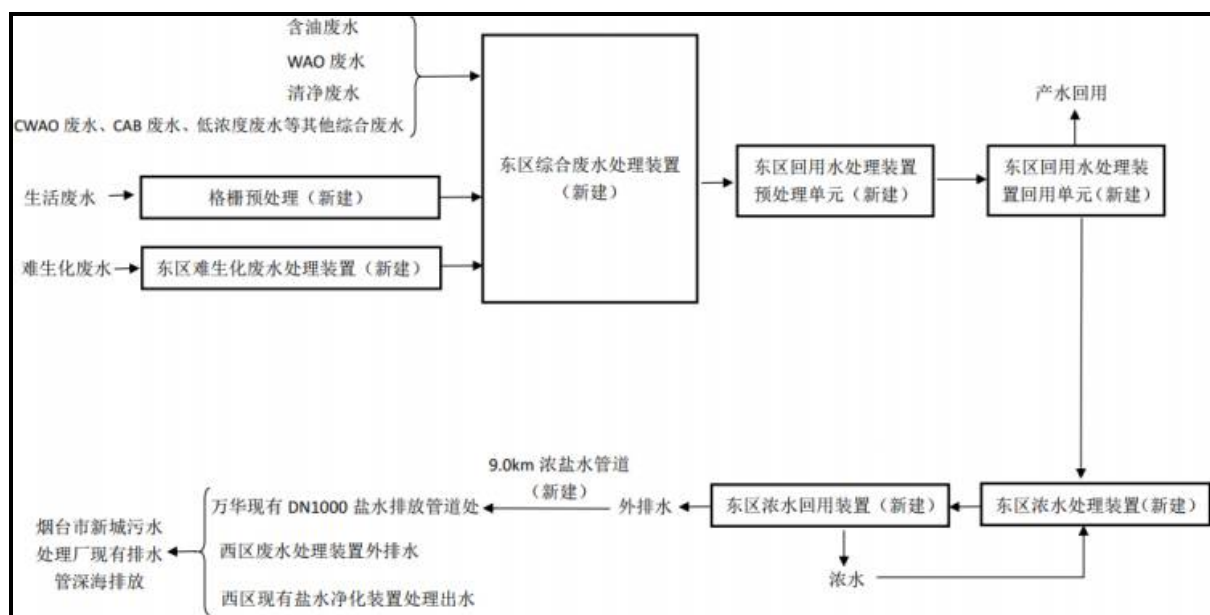 含油废水
WAO 废水
清净废水
CWAO 废水、CAB 废水、低浓度废水等其他综合废水
生活废水
格栅预处理（新建）
难生化废水
东区难生化废水处理装置（新建）
东区综合废水处理装置
（新建）
东区回用水处理装置
预处理单元（新建）
产水回用
东区回用水处理装
置回用单元（新建）
东区浓水处理装置（新建）
东区浓水回用装置（新建）
浓水
外排水
9.0km 浓盐水管道
（新建）
万华现有 DN1000 盐水排放管道处
西区废水处理装置外排水
西区现有盐水净化装置处理出水
烟台市新城污水
处理厂现有排水
管深海排放